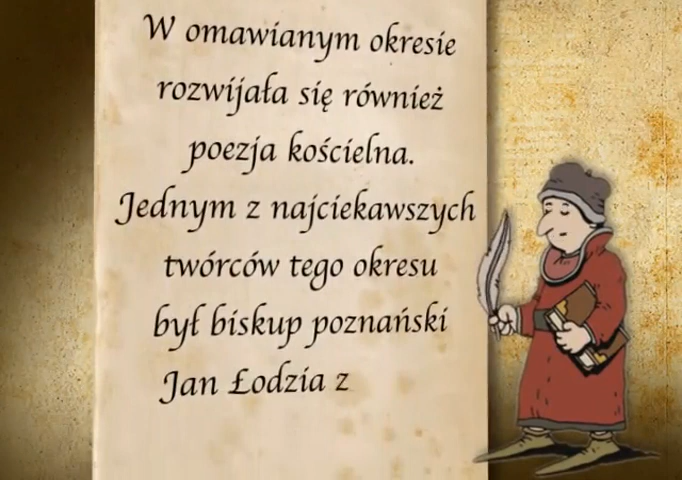 W omawianym okresie
rozwijała się również
poezja kościelna.
Jednym z najciekawszych
twórców tego okresu
był biskup poznański
Jan Łodzia z